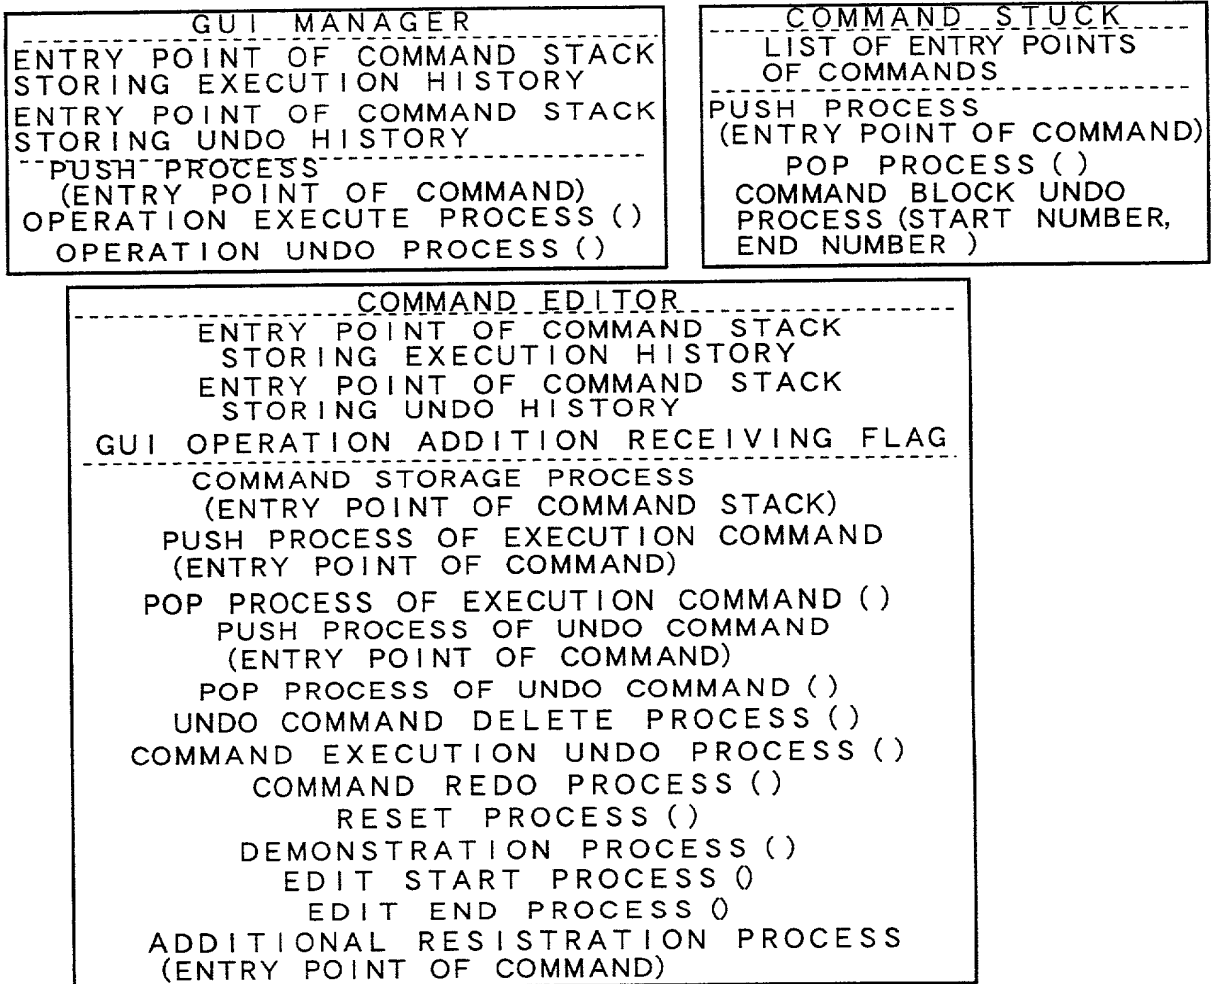 GUI MANAGER
ENTRY POINT OF COMMAND STACK
STORING EXECUTION HISTORY
ENTRY POINT OF COMMAND STACK
STORING UNDO HISTORY
PUSH PROCESS
(ENTRY POINT OF COMMAND)
OPERATION EXECUTE PROCESS ()
OPERATION UNDO PROCESS ()
COMMAND STUCK
LIST OF ENTRY POINTS
OF COMMANDS
PUSH PROCESS
(ENTRY POINT OF COMMAND)
POP PROCESS ()
COMMAND BLOCK UNDO
PROCESS (START NUMBER,
END NUMBER )
COMMAND EDITOR
ENTRY POINT OF COMMAND STACK
STORING EXECUTION HISTORY
ENTRY POINT OF COMMAND STACK
STORING UNDO HISTORY
GUI OPERATION ADDITION RECEIVING FLAG
COMMAND STORAGE PROCESS
(ENTRY POINT OF COMMAND STACK)
PUSH PROCESS OF EXECUTION COMMAND
(ENTRY POINT OF COMMAND)
POP PROCESS OF EXECUTION COMMAND ()
PUSH PROCESS OF UNDO COMMAND
(ENTRY POINT OF COMMAND)
POP PROCESS OF UNDO COMMAND ()
UNDO COMMAND DELETE PROCESS ()
COMMAND EXECUTION UNDO PROCESS ()
COMMAND REDO PROCESS ()
RESET PROCESS ()
DEMONSTRATION PROCESS ()
EDIT START PROCESS ()
EDIT END PROCESS ()
ADDITIONAL RESISTRATION PROCESS
(ENTRY POINT OF COMMAND)